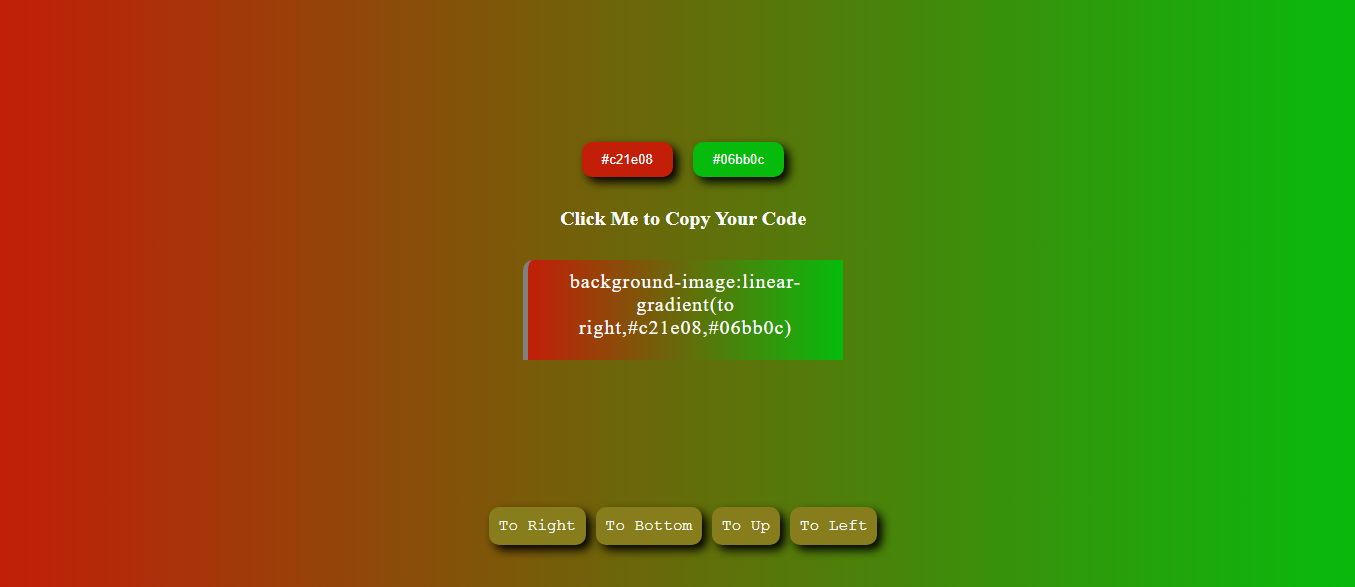 #c21e08 #06bb0c
Click Me to Copy Your Code
background-image:linear-
gradient(to
right,#c21e08,#06bb0c)
To Right To Bottom To Up To Left